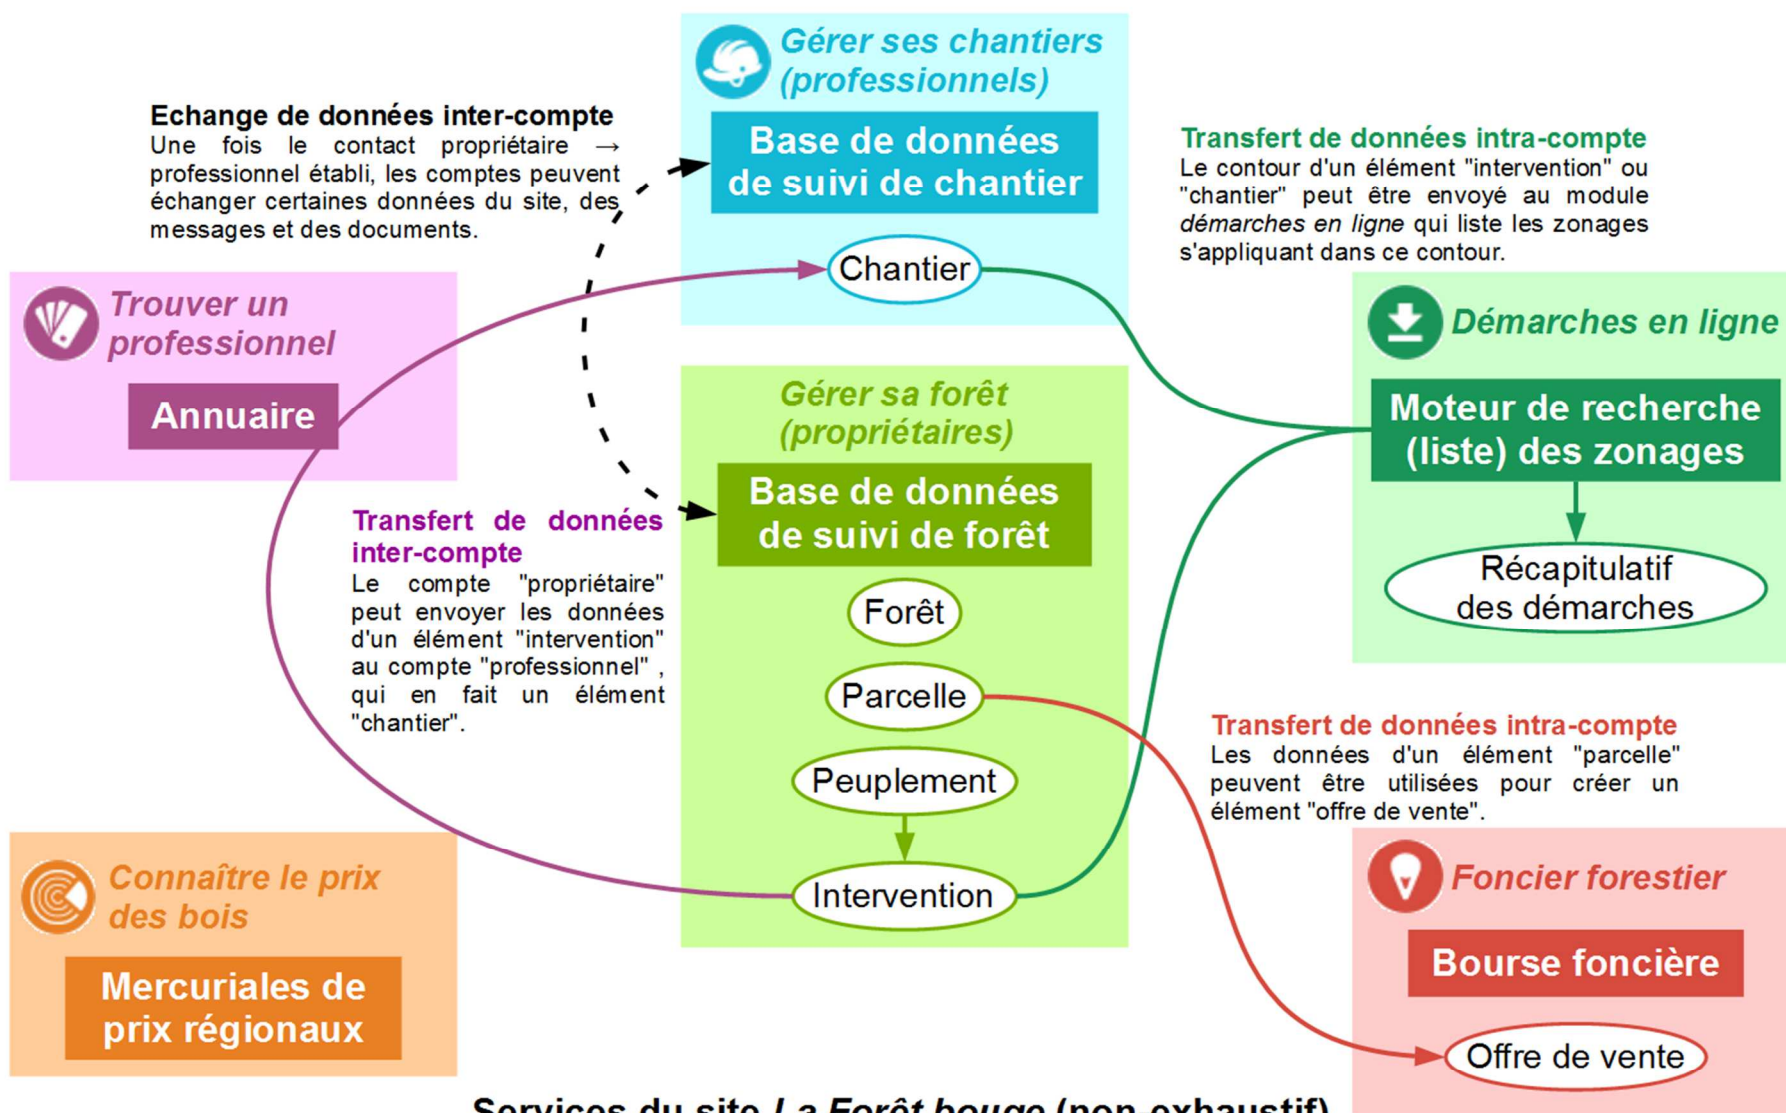 Gérer ses chantiers
(professionnels)
Base de données
de suivi de chantier
Chantier
Echange de données inter-compte
Une fois le contact propriétaire →
professionnel établi, les comptes peuvent
échanger certaines données du site, des
messages et des documents.
Transfert de données intra-compte
Le contour d'un élément "intervention" ou
"chantier" peut être envoyé au module
démarches en ligne qui liste les zonages
s'appliquant dans ce contour.
Trouver un
professionnel
Annuaire
Démarches en ligne
Moteur de recherche
(liste) des zonages
Récapitulatif
des démarches
Gérer sa forêt
(propriétaires)
Base de données
de suivi de forêt
Forêt
Parcelle
Peuplement
Intervention
Transfert de données
inter-compte
Le compte "propriétaire"
peut envoyer les données
d'un élément "intervention"
au compte "professionnel" ,
qui en fait un élément
"chantier".
Transfert de données intra-compte
Les données d'un élément "parcelle"
peuvent être utilisées pour créer un
élément "offre de vente".
Connaître le prix
des bois
Mercuriales de
prix régionaux
Foncier forestier
Bourse foncière
Offre de vente
Services du site La Forêt bouge (non-exhaustif)